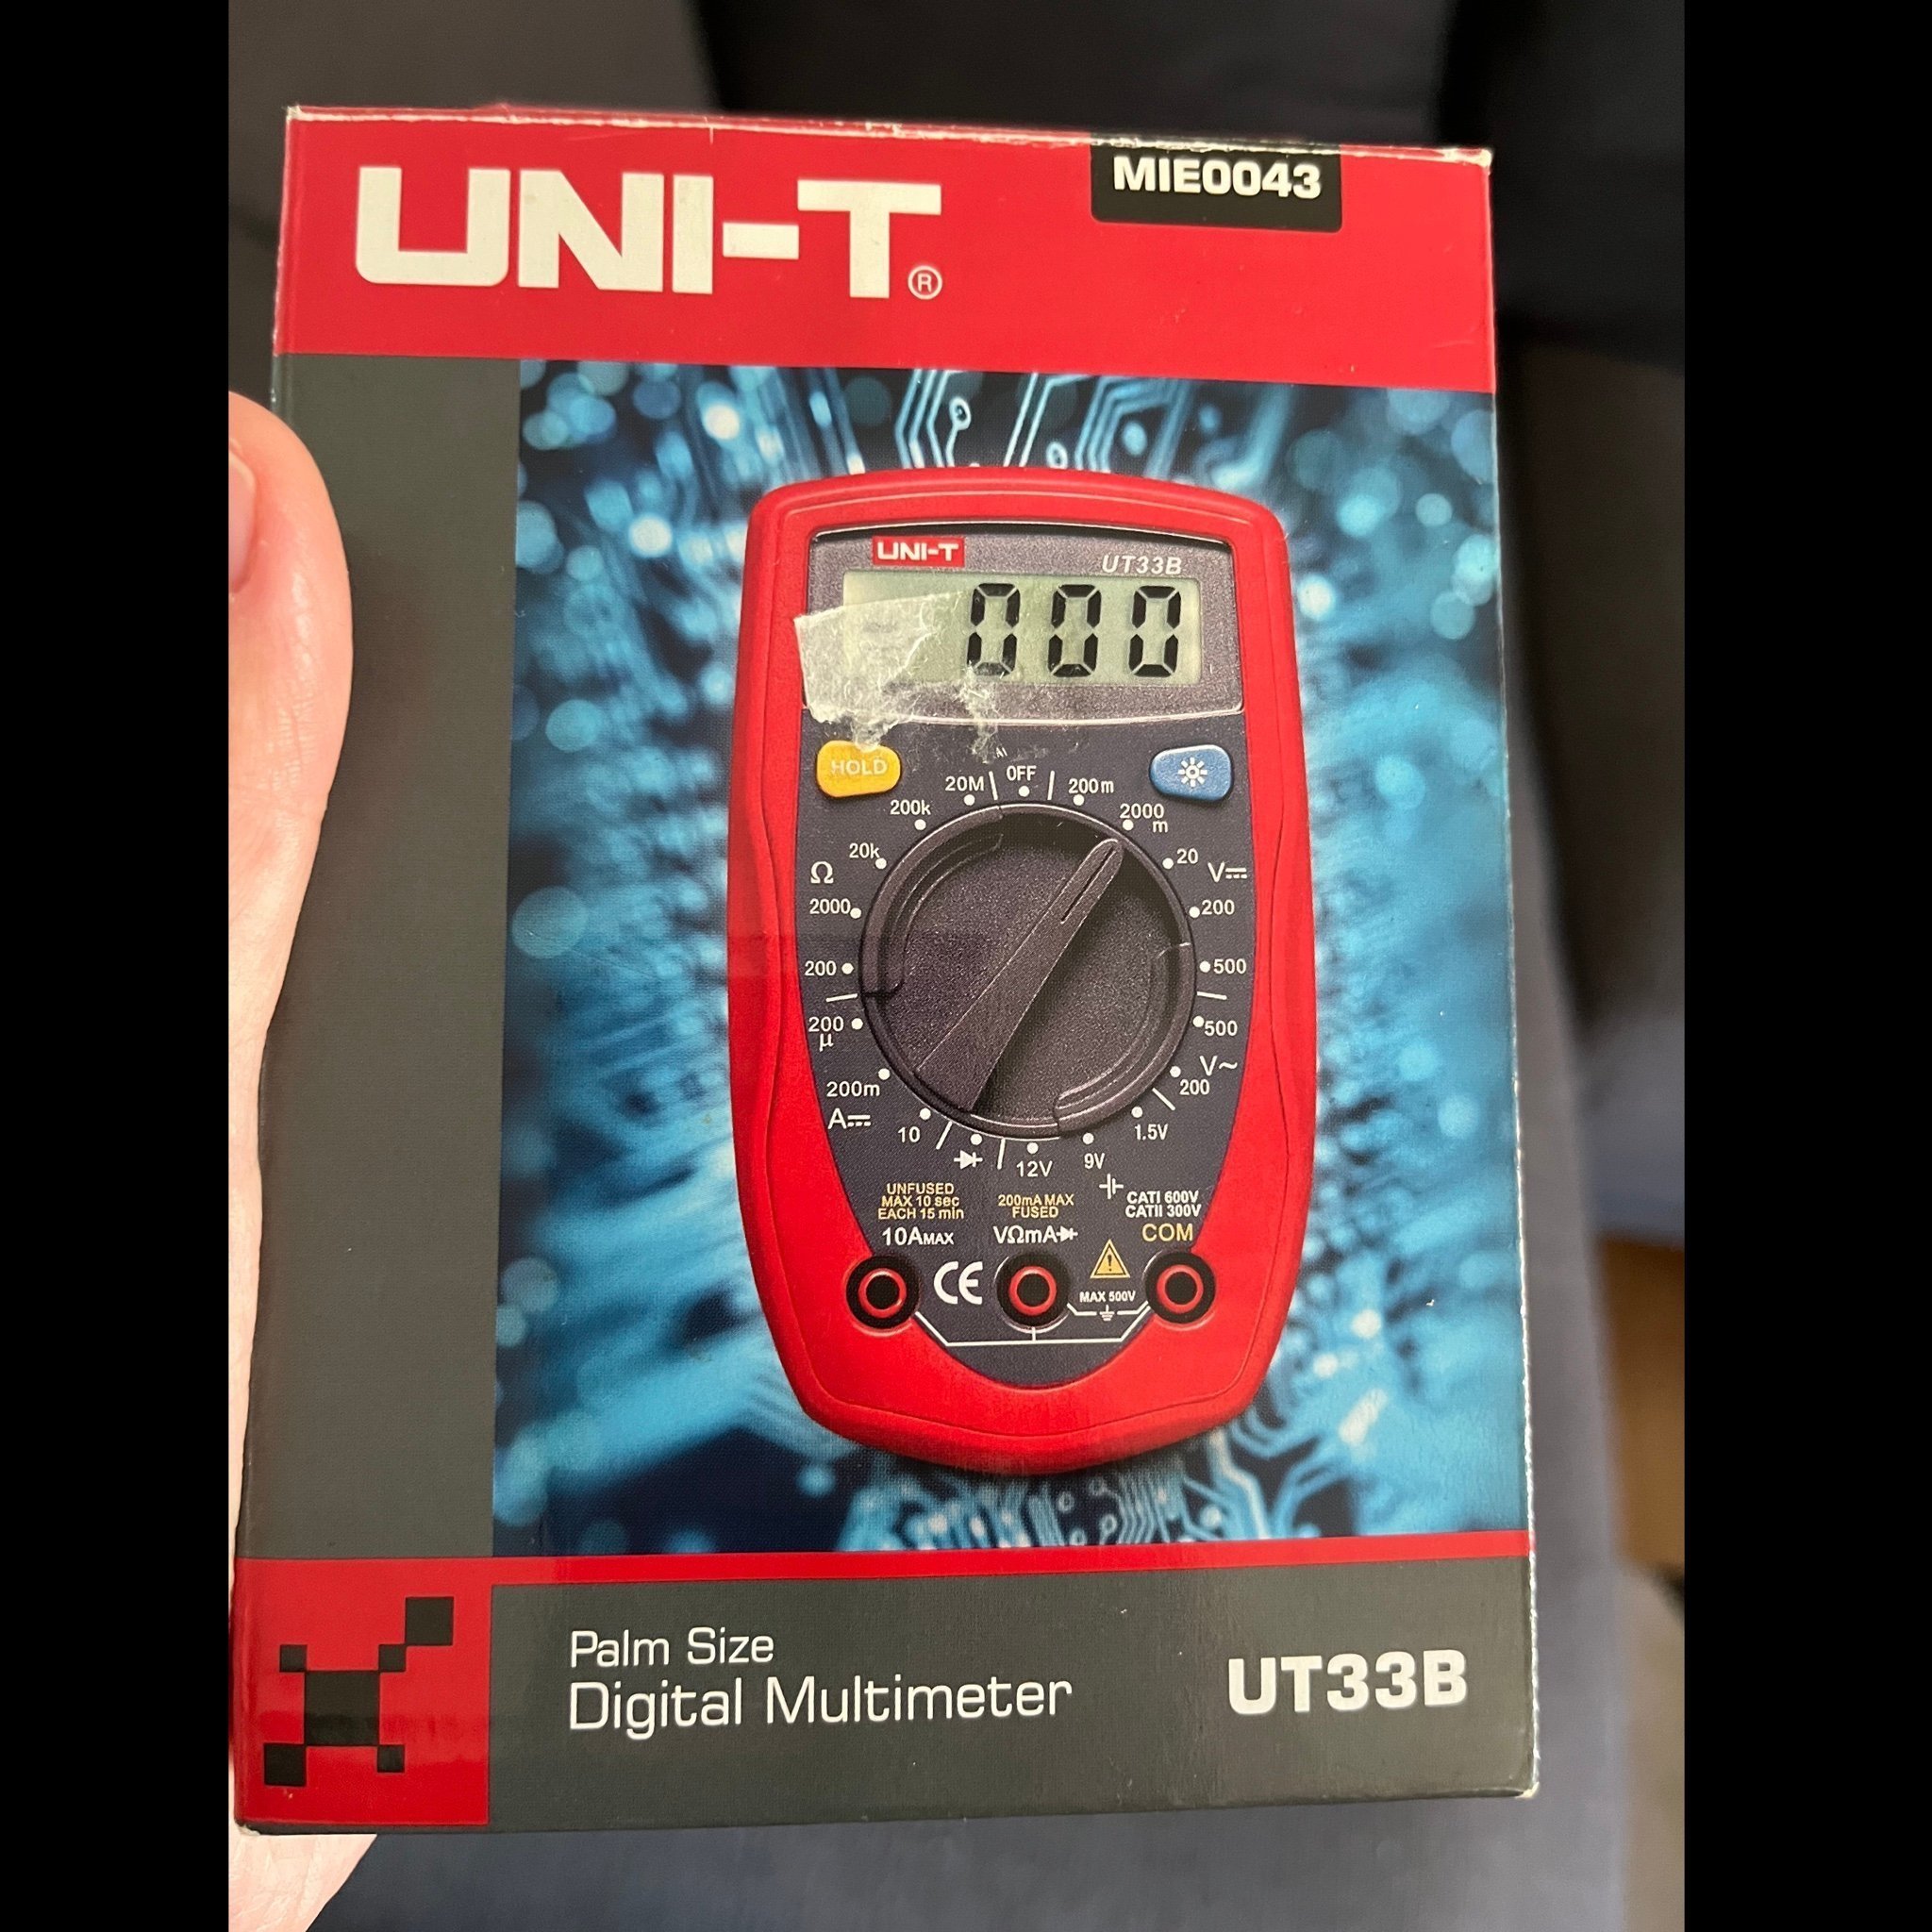 UNI-T®
MIE0043
UNI-T
UT33B
000
HOLD
OFF
20M
200m
200k
2000
m
20k
20
Ω
V⎓
2000
200
200
500
200
μ
500
V~
200m
200
A⎓
10
1.5V
12V
9V
UNFUSED
MAX 10 sec
EACH 15 min
200mA MAX
FUSED
CATI 600V
CATII 300V
10AMAX
VΩmA
COM
CE
MAX 500V
Palm Size
Digital Multimeter
UT33B